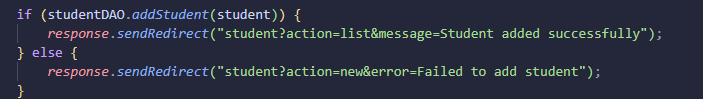 if (studentDAO.addStudent(student)) {
    response.sendRedirect("student?action=list&message=Student added successfully");
} else {
    response.sendRedirect("student?action=new&error=Failed to add student");
}